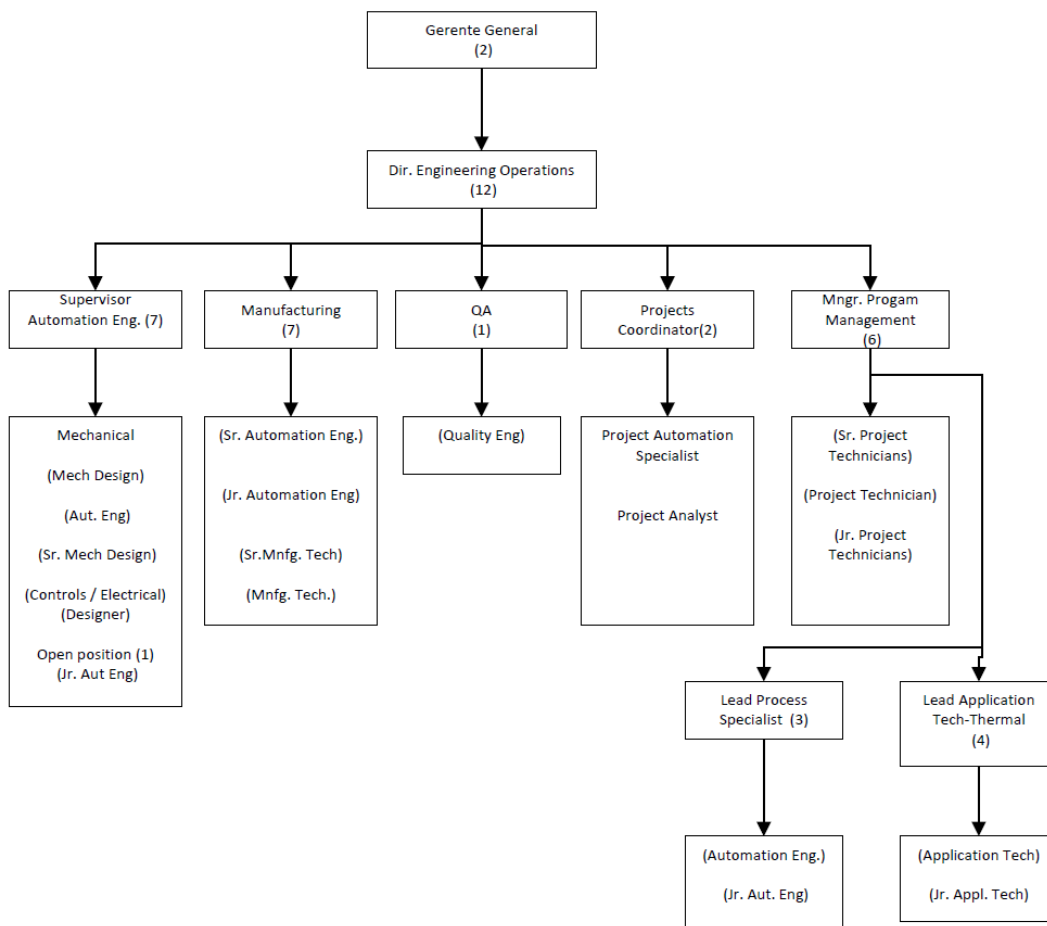 Gerente General
(2)
Dir. Engineering Operations
(12)
Supervisor
Automation Eng. (7)
Manufacturing
(7)
QA
(1)
Projects
Coordinator(2)
Mngr. Progam
Management
(6)
Mechanical
(Mech Design)
(Aut. Eng)
(Sr. Mech Design)
(Controls / Electrical)
(Designer)
Open position (1)
(Jr. Aut Eng)
(Sr. Automation Eng.)
(Jr. Automation Eng)
(Sr.Mnfg. Tech)
(Mnfg. Tech.)
(Quality Eng)
Project Automation
Specialist
Project Analyst
(Sr. Project
Technicians)
(Project Technician)
(Jr. Project
Technicians)
Lead Process
Specialist (3)
Lead Application
Tech-Thermal
(4)
(Automation Eng.)
(Jr. Aut. Eng)
(Application Tech)
(Jr. Appl. Tech)